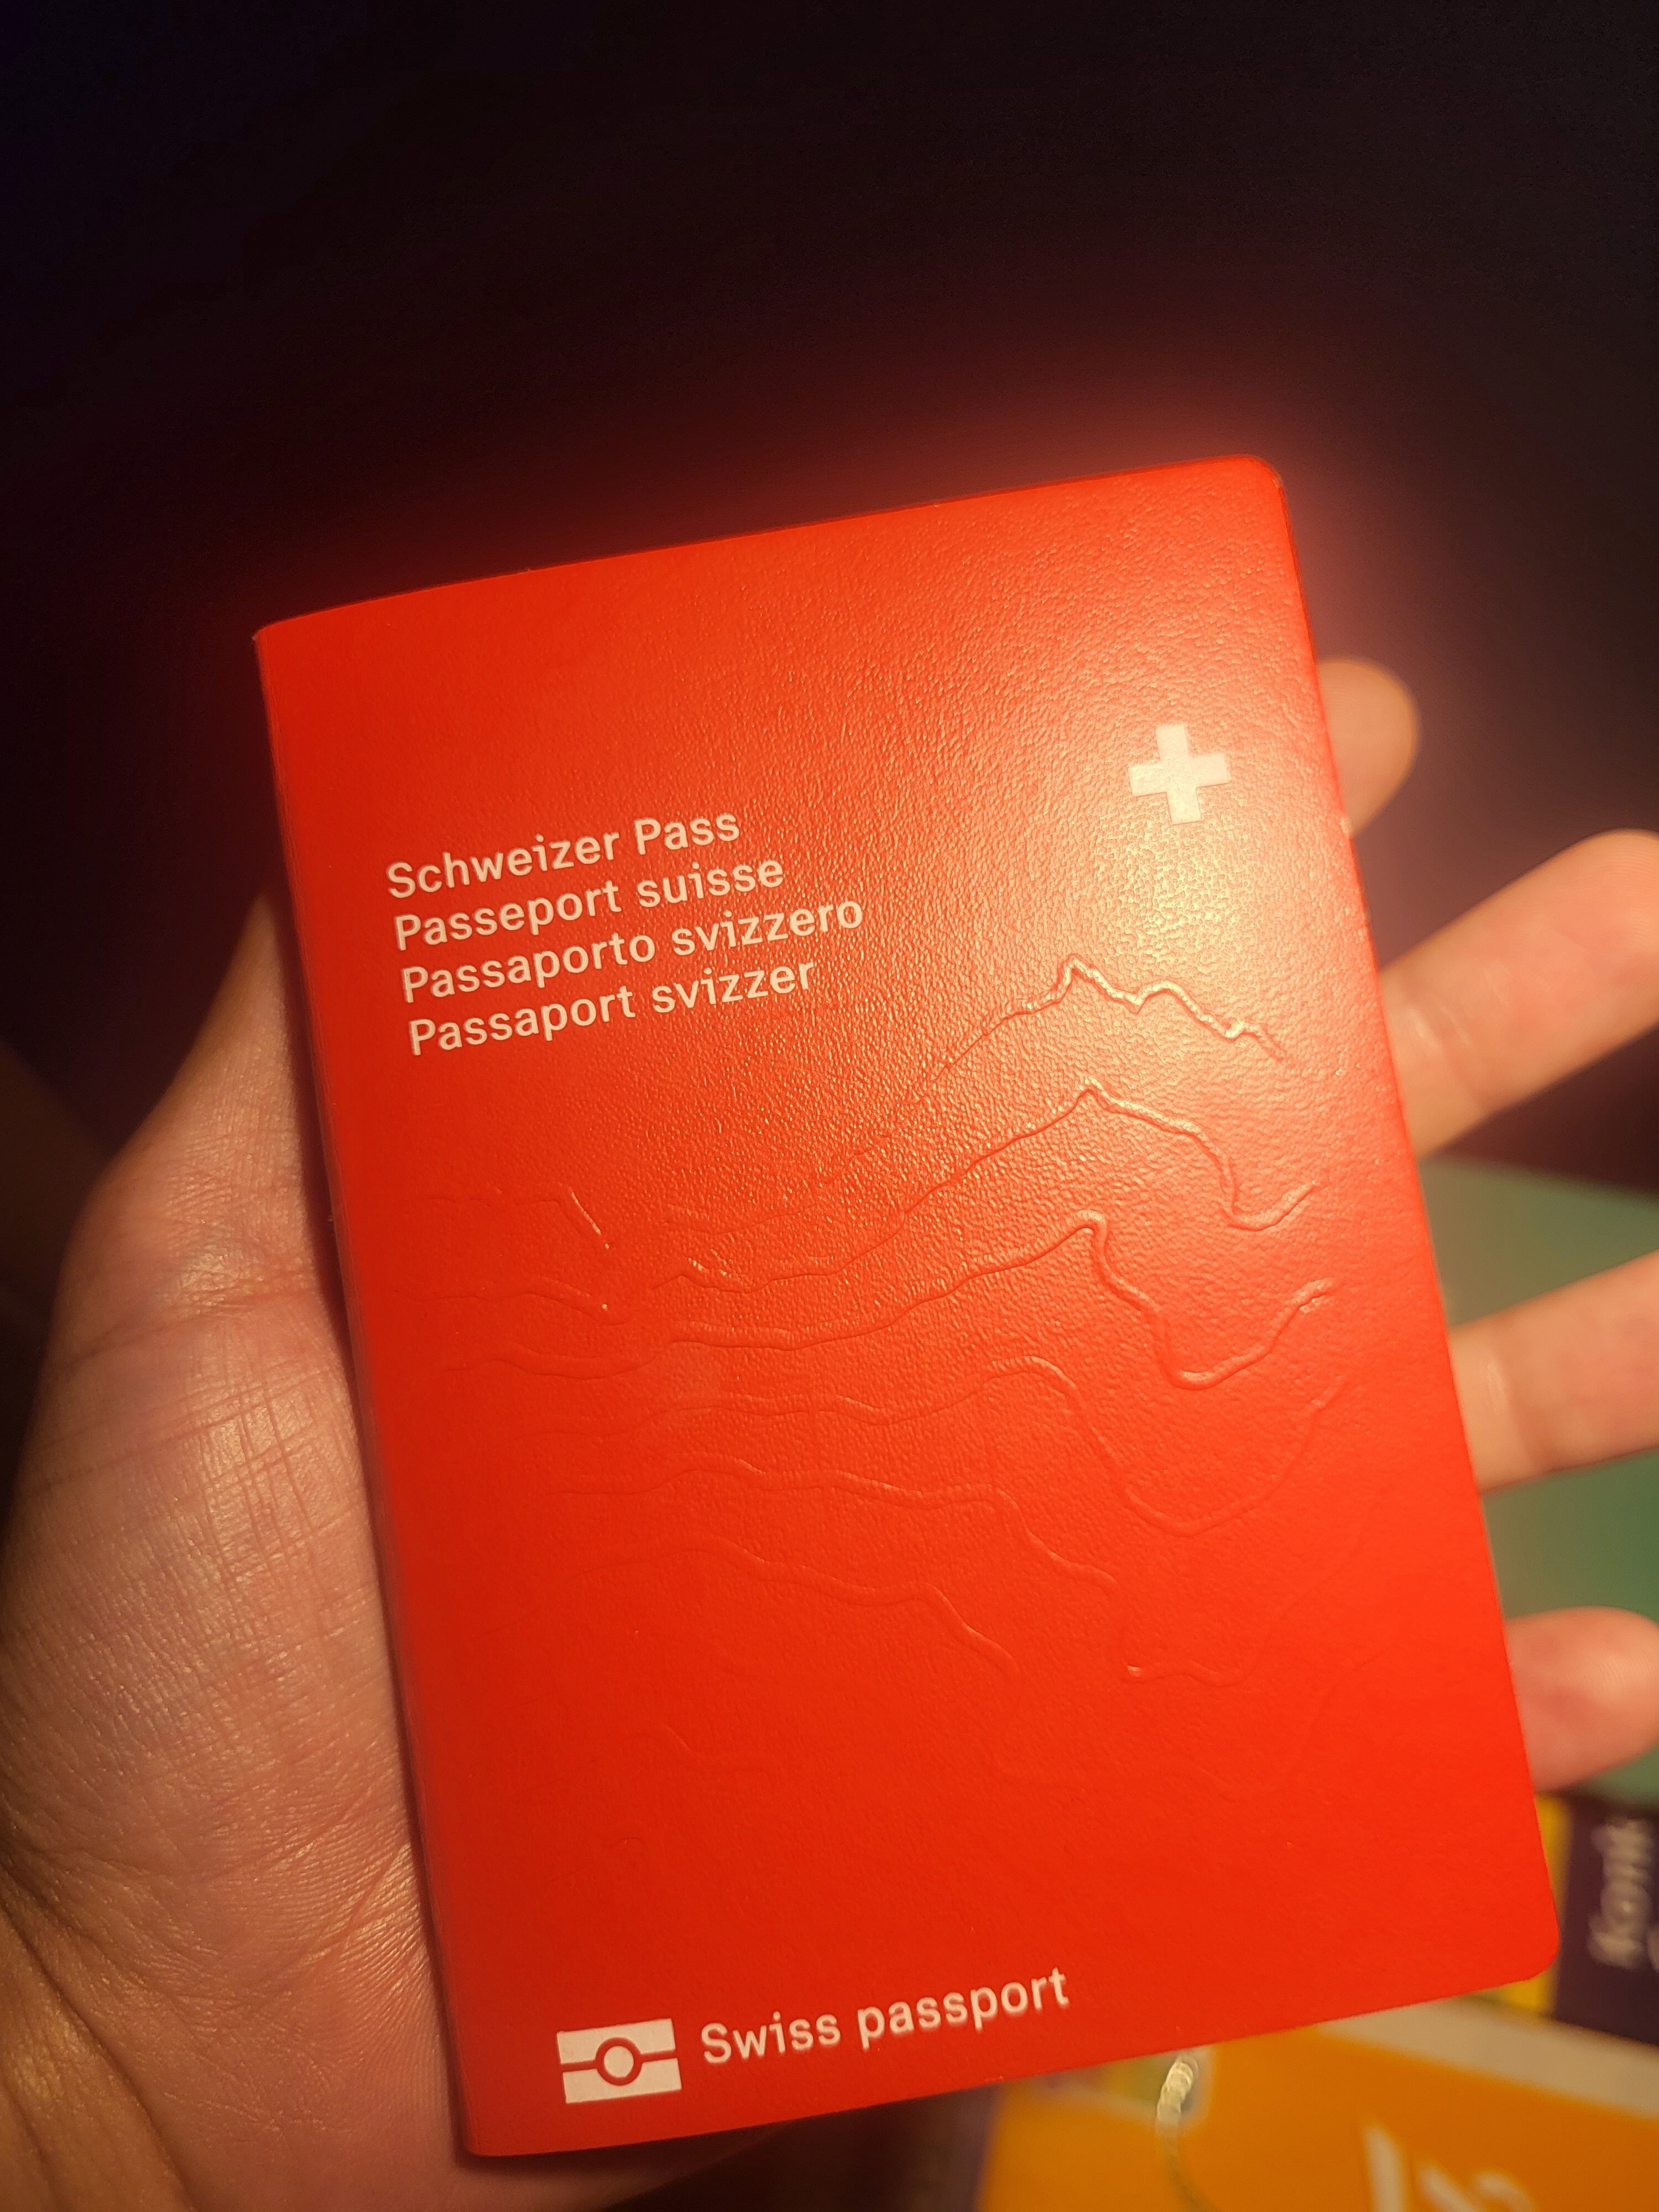 Schweizer Pass
Passeport suisse
Passaporto svizzero
Passaport svizzer
Swiss passport